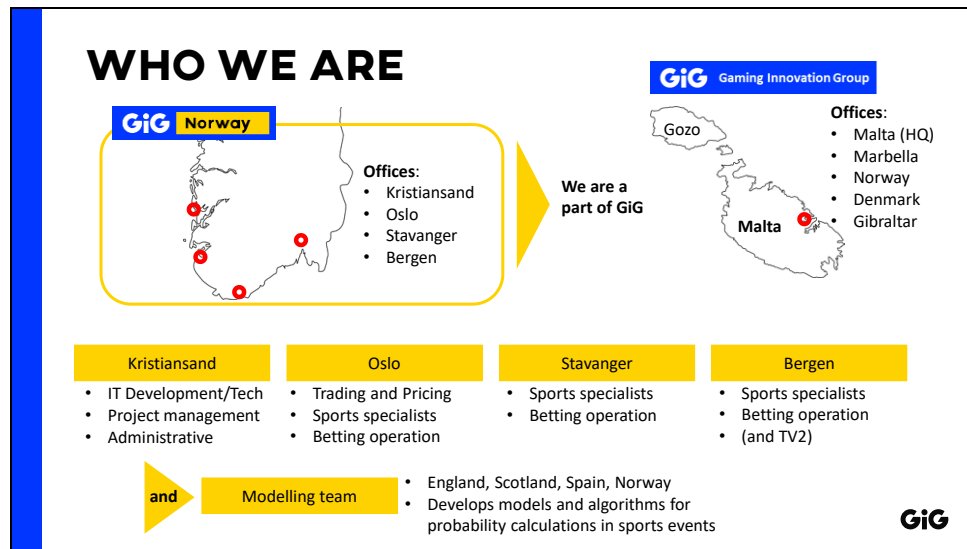 WHO WE ARE
GiG Norway
Offices:
• Kristiansand
• Oslo
• Stavanger
• Bergen
We are a
part of GiG
GiG Gaming Innovation Group
Gozo
Malta
Offices:
• Malta (HQ)
• Marbella
• Norway
• Denmark
• Gibraltar
Kristiansand
• IT Development/Tech
• Project management
• Administrative
Oslo
• Trading and Pricing
• Sports specialists
• Betting operation
Stavanger
• Sports specialists
• Betting operation
Bergen
• Sports specialists
• Betting operation
• (and TV2)
and
Modelling team
• England, Scotland, Spain, Norway
• Develops models and algorithms for
probability calculations in sports events
GiG